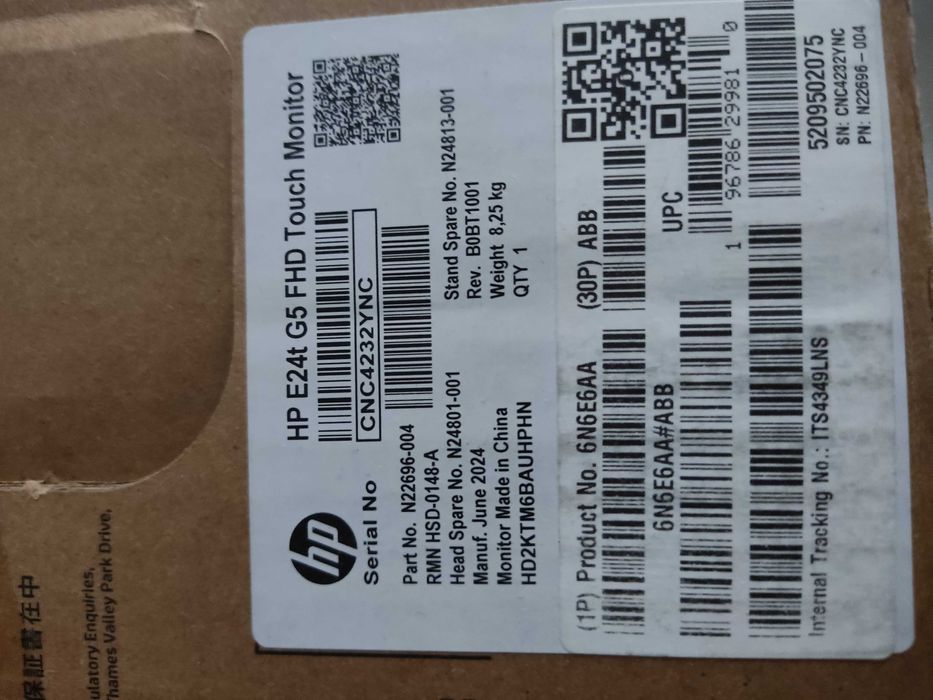 HP E24t G5 FHD Touch Monitor
hp
Serial No
CNC4232YNC
Part No. N22696-004
RMN HSD-0148-A
Head Spare No. N24801-001
Stand Spare No. N24813-001
Manuf. June 2024
Rev. B0BT1001
Monitor Made in China
Weight 8,25 kg
HD2KTM6BAUHPHN
QTY 1
(1P) Product No. 6N6E6AA
(30P) ABB
6N6E6AA#ABB
UPC
1 96786 29981 0
Internal Tracking No.: ITS4349LNS
5209502075
SN: CNC4232YNC
PN: N22696-004
保証書在中
ulatory Enquiries,
Thames Valley Park Drive,